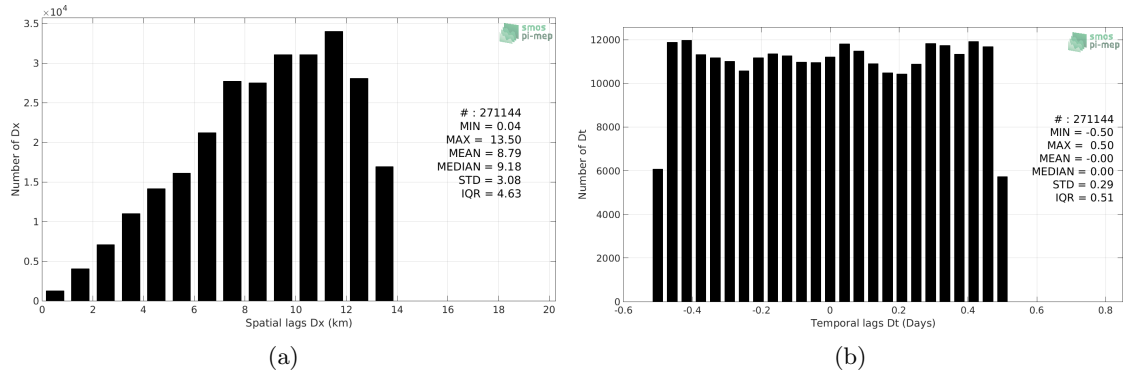 ×10⁴
3.5
3
2.5
2
1.5
1
0.5
0
Number of Dx
0 2 4 6 8 10 12 14 16 18 20
Spatial lags Dx (km)
smos
pi-mep
# : 271144
MIN = 0.04
MAX = 13.50
MEAN = 8.79
MEDIAN = 9.18
STD = 3.08
IQR = 4.63
(a)
12000
10000
8000
6000
4000
2000
0
Number of Dt
-0.6 -0.4 -0.2 0 0.2 0.4 0.6 0.8
Temporal lags Dt (Days)
smos
pi-mep
# : 271144
MIN = -0.50
MAX = 0.50
MEAN = -0.00
MEDIAN = 0.00
STD = 0.29
IQR = 0.51
(b)